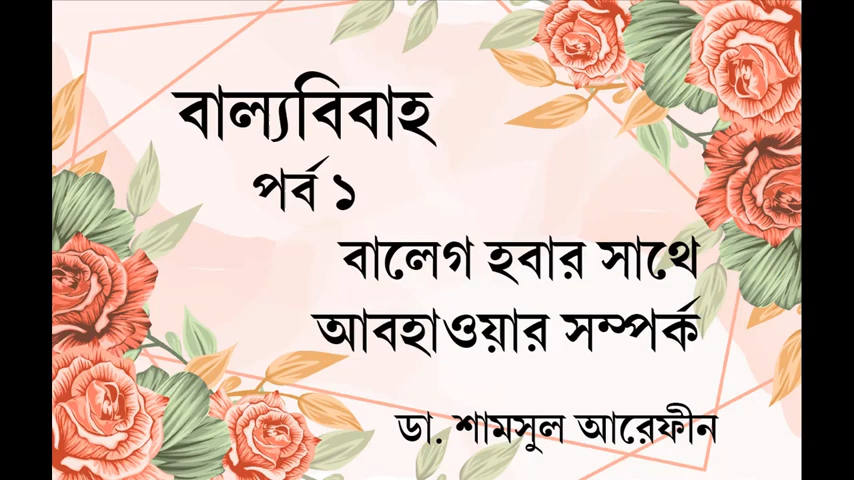 বাল্যবিবাহ
পর্ব ১
বালেগ হবার সাথে
আবহাওয়ার সম্পর্ক
ডা. শামসুল আরেফীন